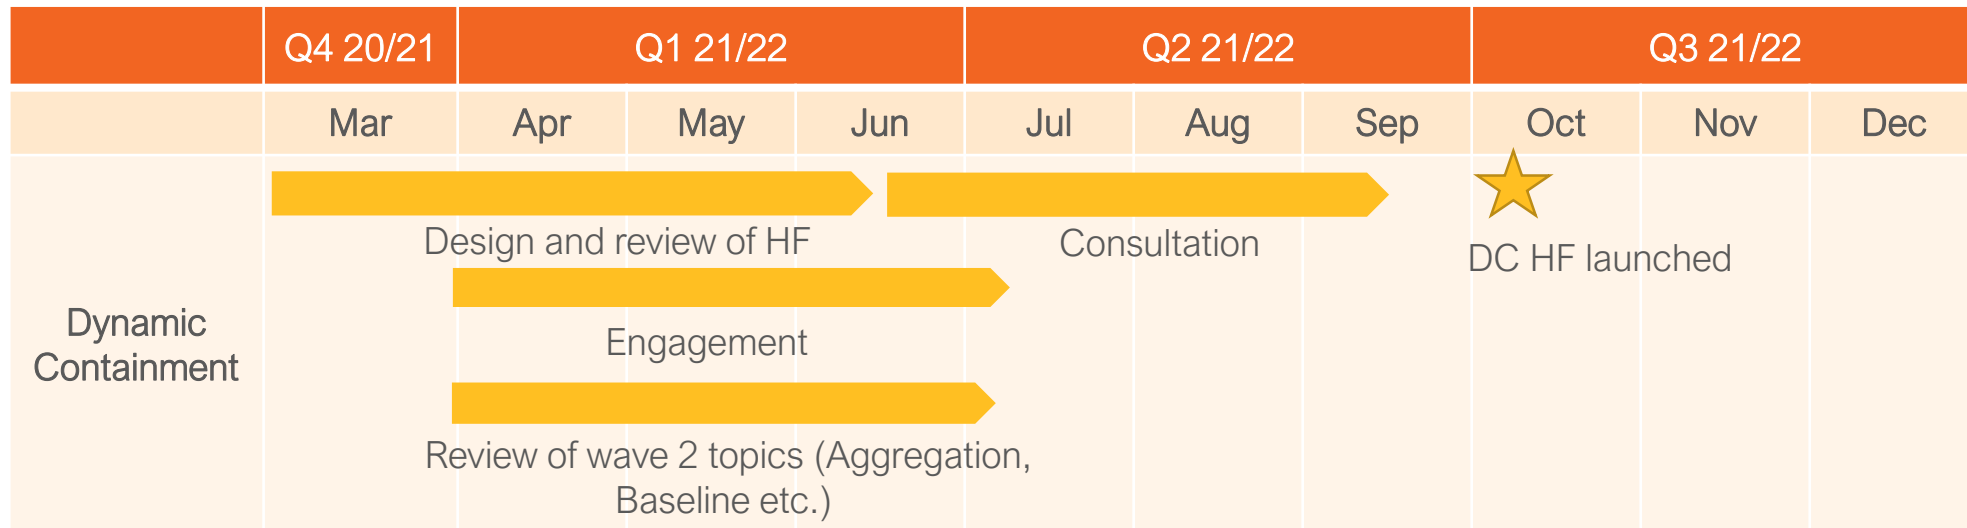 Q4 20/21 Q1 21/22 Q2 21/22 Q3 21/22
Mar Apr May Jun Jul Aug Sep Oct Nov Dec
Dynamic
Containment
Design and review of HF
Consultation
DC HF launched
Engagement
Review of wave 2 topics (Aggregation,
Baseline etc.)